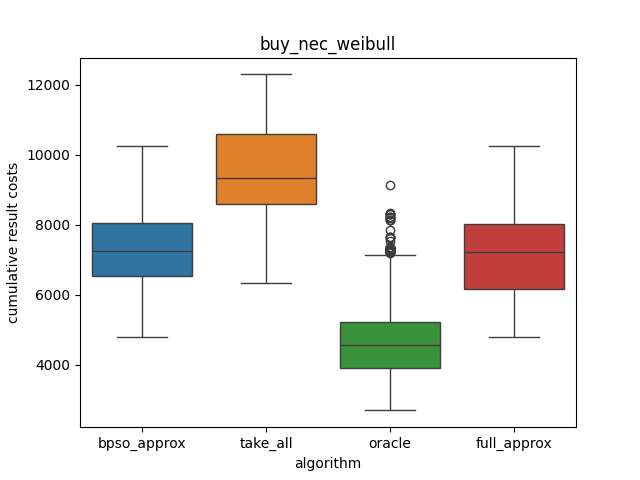 buy_nec_weibull
12000
10000
8000
6000
4000
cumulative result costs
bpso_approx take_all oracle full_approx
algorithm